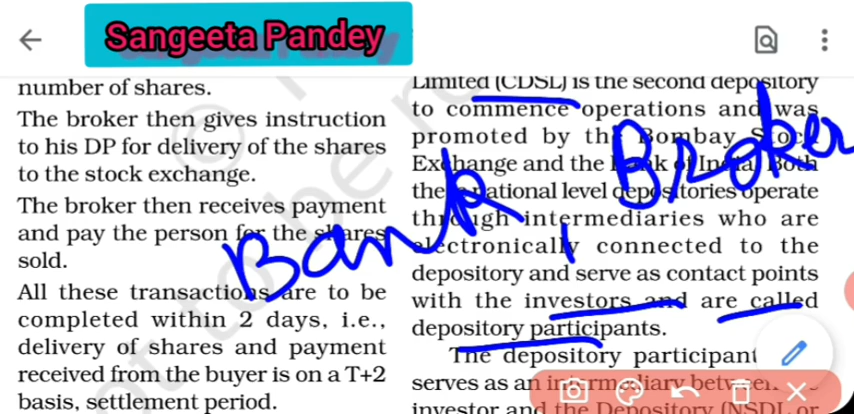 Sangeeta Pandey
number of shares.
The broker then gives instruction
to his DP for delivery of the shares
to the stock exchange.
The broker then receives payment
and pay the person for the shares
sold.
All these transactions are to be
completed within 2 days, i.e.,
delivery of shares and payment
received from the buyer is on a T+2
basis, settlement period.
Limited (CDSL) is the second depository
to commence operations and was
promoted by the Bombay Stock
Exchange and the Bank of India. Both
these national level depositories operate
through intermediaries who are
electronically connected to the
depository and serve as contact points
with the investors and are called
depository participants.
The depository participant
serves as an intermediary between
investor and the Depository (NSDL or
Bank, Broker